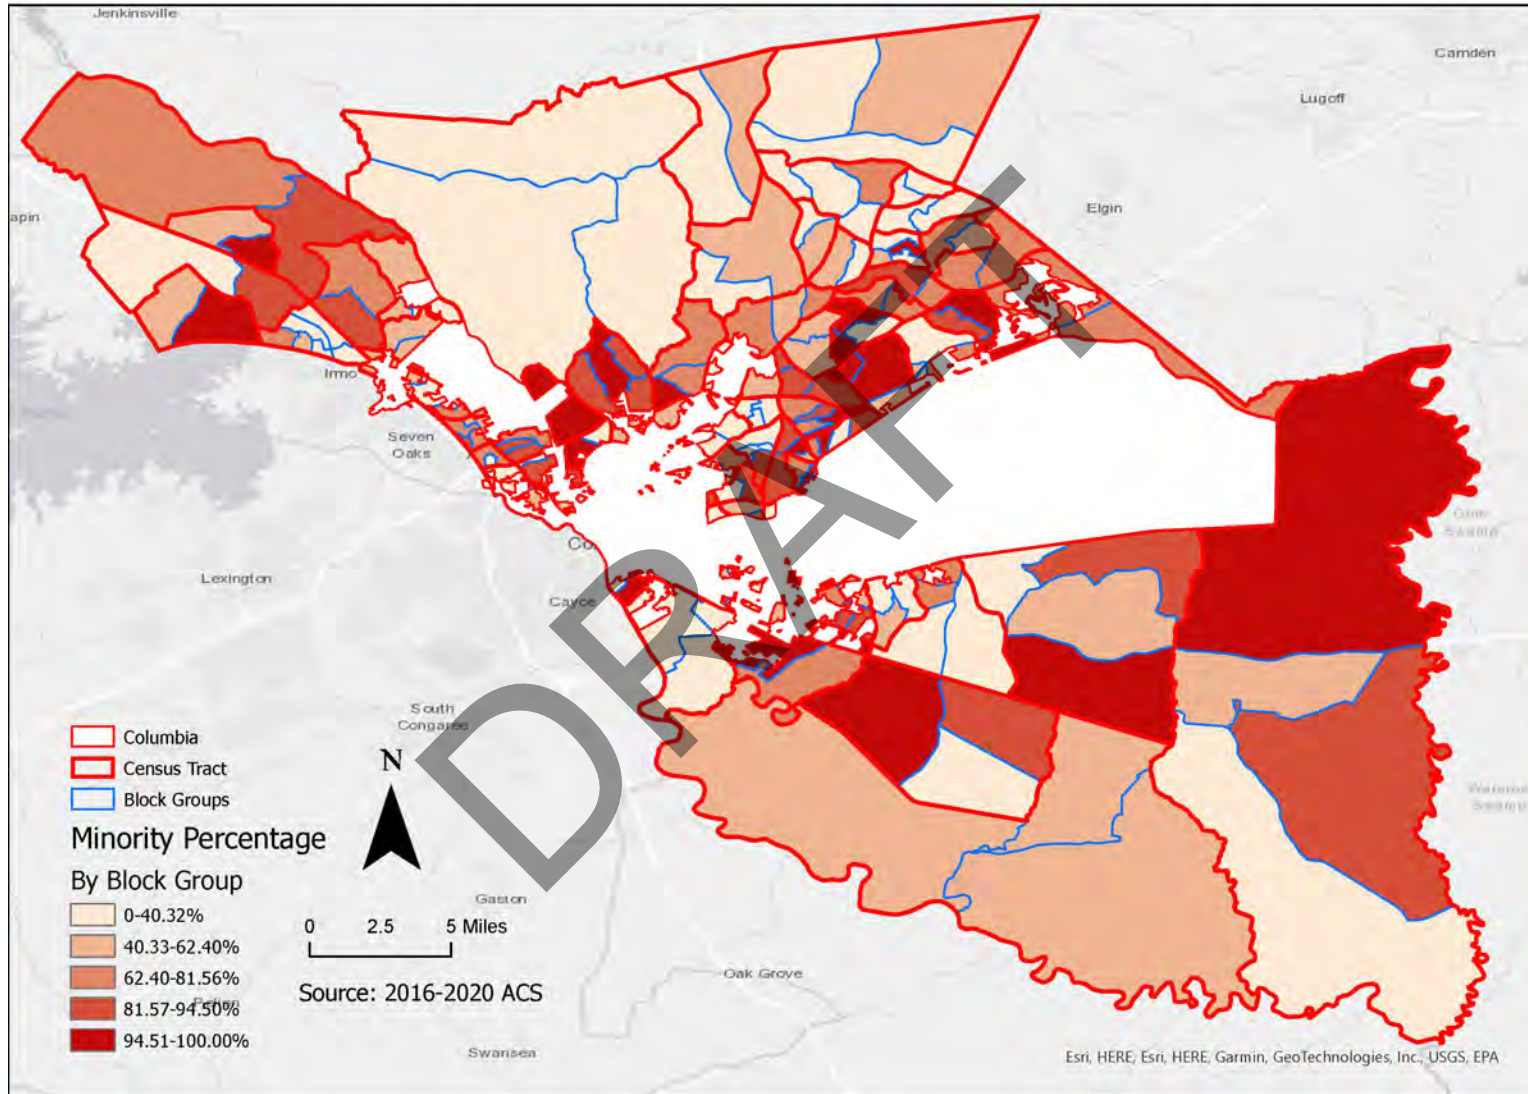 Jenkinsville
Camden
Lugoff
Elgin
apin
Irmo
Seven
Oaks
Lexington
Cayce
South
Congaree
DRAFT
Columbia
Census Tract
Block Groups
N
Minority Percentage
By Block Group
0-40.32%
40.33-62.40%
62.40-81.56%
81.57-94.50%
94.51-100.00%
0 2.5 5 Miles
Source: 2016-2020 ACS
Gaston
Oak Grove
Swansea
Swamp
Esri, HERE, Esri, HERE, Garmin, GeoTechnologies, Inc., USGS, EPA